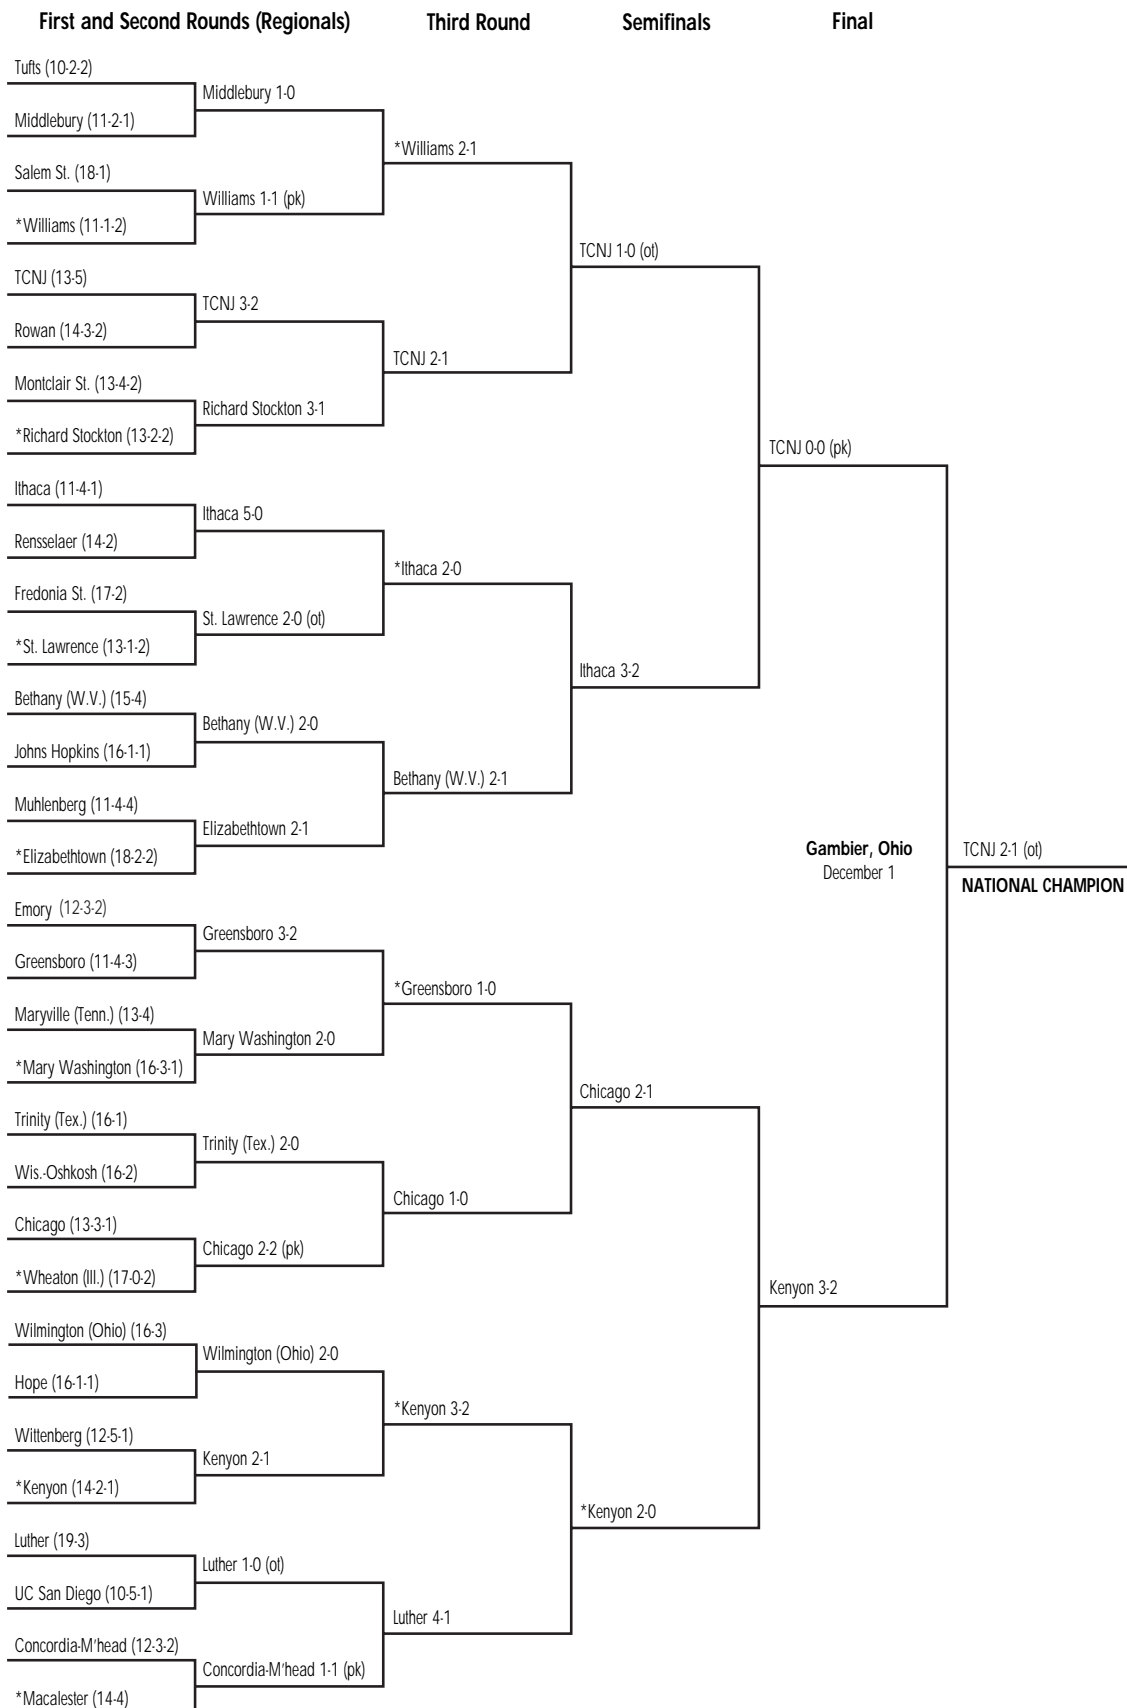 First and Second Rounds (Regionals)
Third Round
Semifinals
Final
Tufts (10-2-2)
Middlebury 1-0
Middlebury (11-2-1)
*Williams 2-1
Salem St. (18-1)
Williams 1-1 (pk)
*Williams (11-1-2)
TCNJ 1-0 (ot)
TCNJ (13-5)
TCNJ 3-2
Rowan (14-3-2)
TCNJ 2-1
Montclair St. (13-4-2)
Richard Stockton 3-1
*Richard Stockton (13-2-2)
TCNJ 0-0 (pk)
Ithaca (11-4-1)
Ithaca 5-0
Rensselaer (14-2)
*Ithaca 2-0
Fredonia St. (17-2)
St. Lawrence 2-0 (ot)
*St. Lawrence (13-1-2)
Ithaca 3-2
Bethany (W.V.) (15-4)
Bethany (W.V.) 2-0
Johns Hopkins (16-1-1)
Bethany (W.V.) 2-1
Muhlenberg (11-4-4)
Elizabethtown 2-1
*Elizabethtown (18-2-2)
Gambier, Ohio
December 1
TCNJ 2-1 (ot)
NATIONAL CHAMPION
Emory (12-3-2)
Greensboro 3-2
Greensboro (11-4-3)
*Greensboro 1-0
Maryville (Tenn.) (13-4)
Mary Washington 2-0
*Mary Washington (16-3-1)
Chicago 2-1
Trinity (Tex.) (16-1)
Trinity (Tex.) 2-0
Wis.-Oshkosh (16-2)
Chicago 1-0
Chicago (13-3-1)
Chicago 2-2 (pk)
*Wheaton (Ill.) (17-0-2)
Kenyon 3-2
Wilmington (Ohio) (16-3)
Wilmington (Ohio) 2-0
Hope (16-1-1)
*Kenyon 3-2
Wittenberg (12-5-1)
Kenyon 2-1
*Kenyon (14-2-1)
*Kenyon 2-0
Luther (19-3)
Luther 1-0 (ot)
UC San Diego (10-5-1)
Luther 4-1
Concordia-M'head (12-3-2)
Concordia-M'head 1-1 (pk)
*Macalester (14-4)